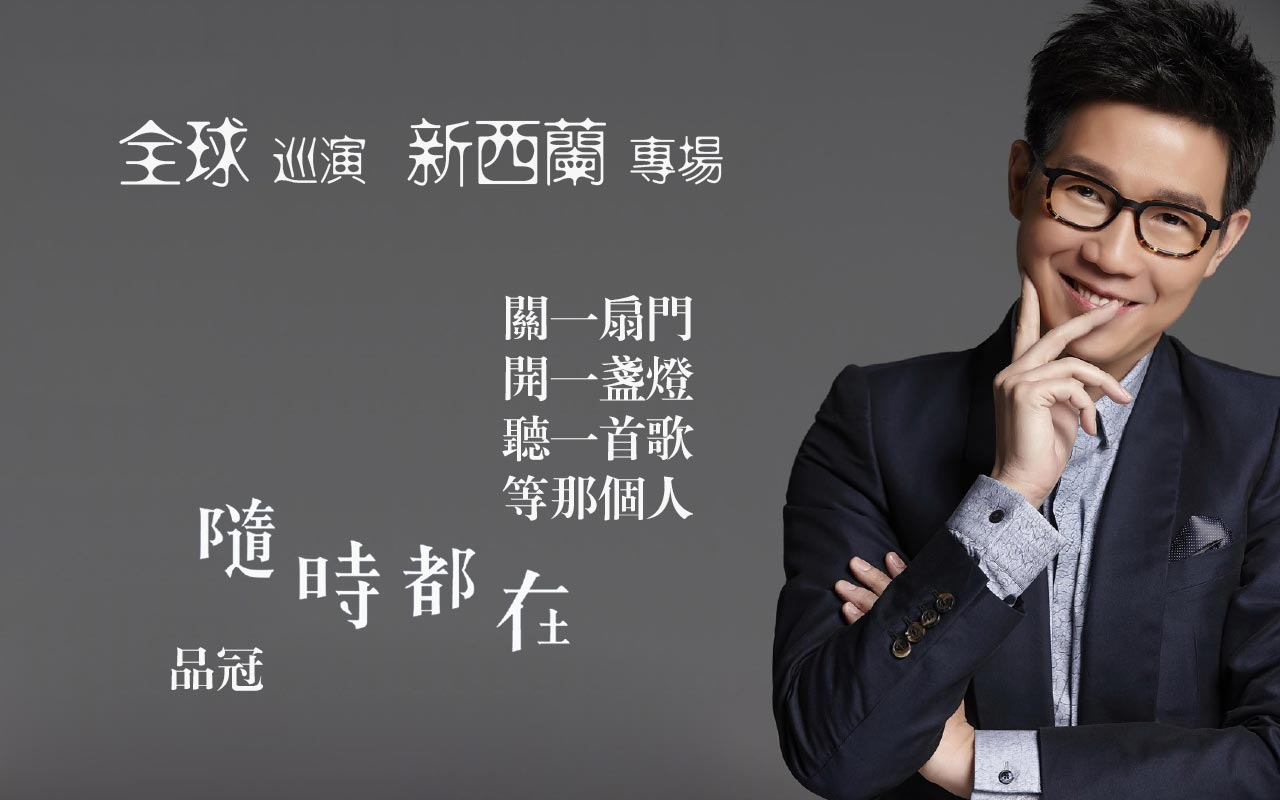 全球 巡演 新西蘭 專場
關一扇門
開一盞燈
聽一首歌
等那個人
隨時都在
品冠